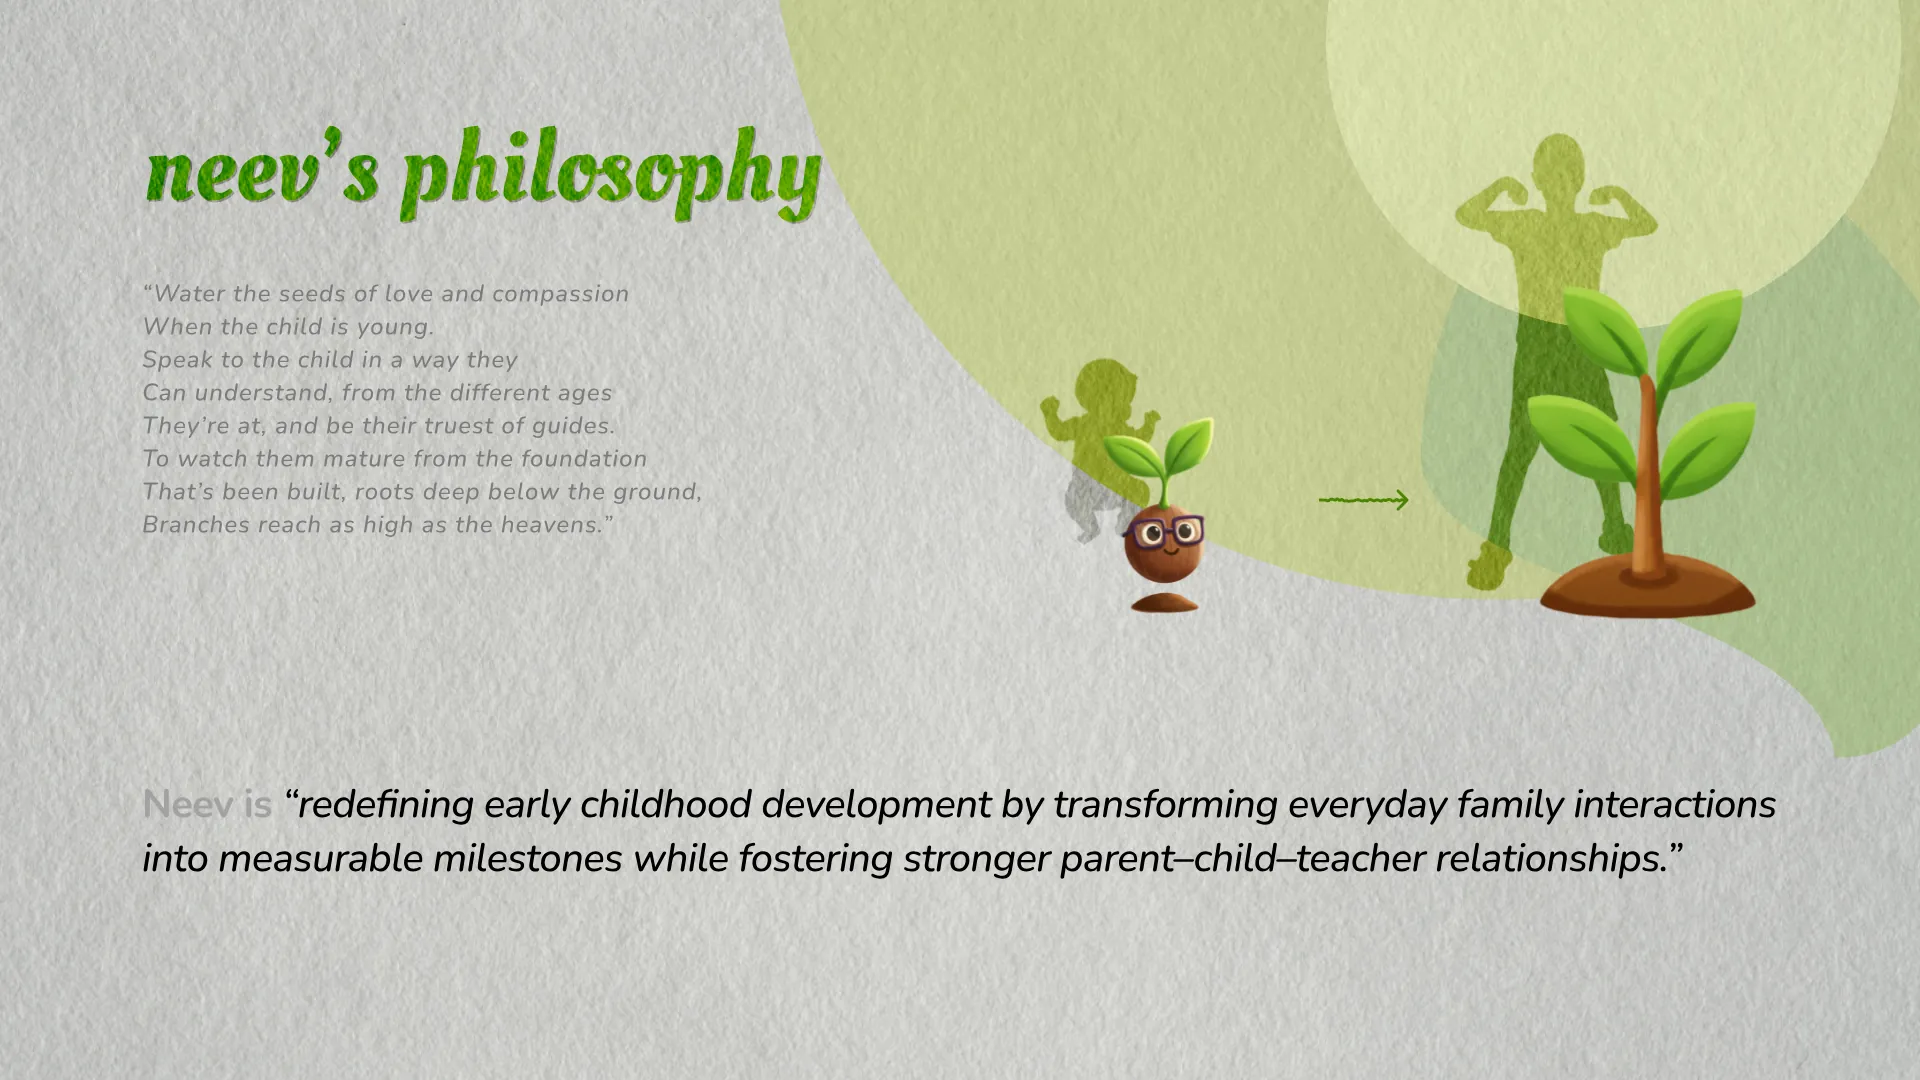 neev’s philosophy
“Water the seeds of love and compassion
When the child is young.
Speak to the child in a way they
Can understand, from the different ages
They’re at, and be their truest of guides.
To watch them mature from the foundation
That’s been built, roots deep below the ground,
Branches reach as high as the heavens.”
Neev is “redefining early childhood development by transforming everyday family interactions
into measurable milestones while fostering stronger parent–child–teacher relationships.”